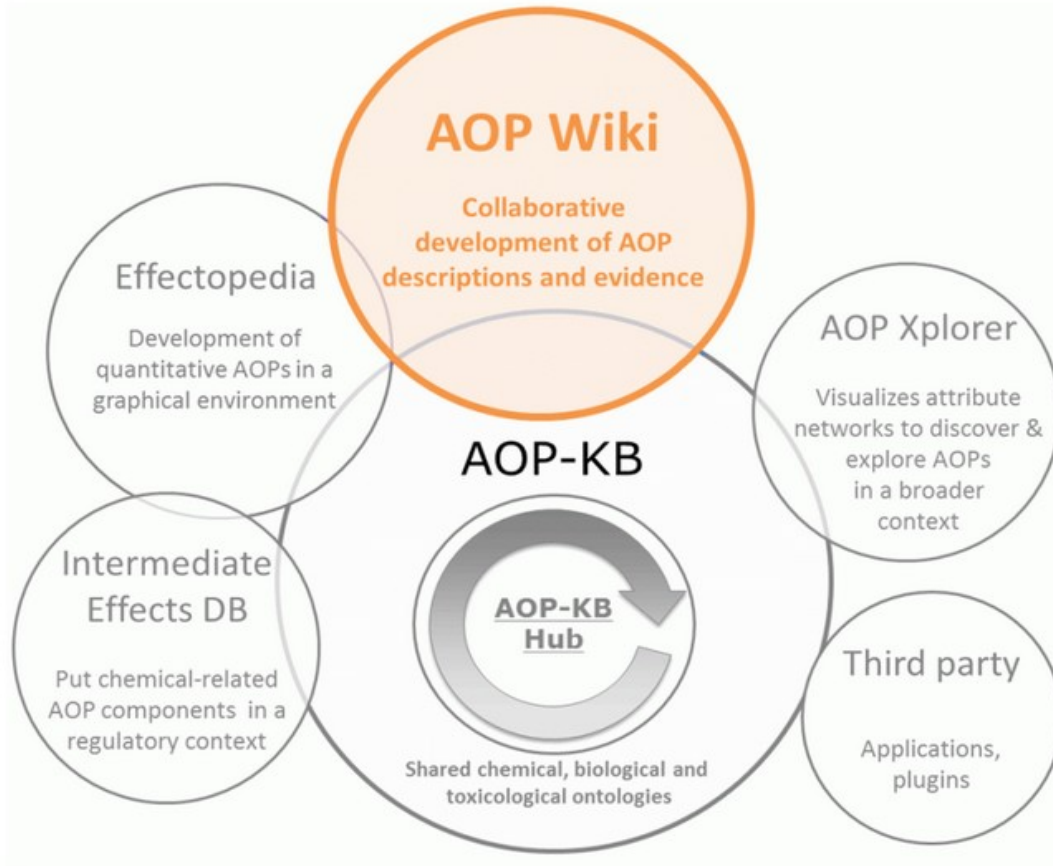 AOP Wiki
Collaborative
development of AOP
descriptions and evidence
Effectopedia
Development of
quantitative AOPs in a
graphical environment
AOP Xplorer
Visualizes attribute
networks to discover &
explore AOPs
in a broader
context
AOP-KB
AOP-KB
Hub
Shared chemical, biological and
toxicological ontologies
Intermediate
Effects DB
Put chemical-related
AOP components in a
regulatory context
Third party
Applications,
plugins